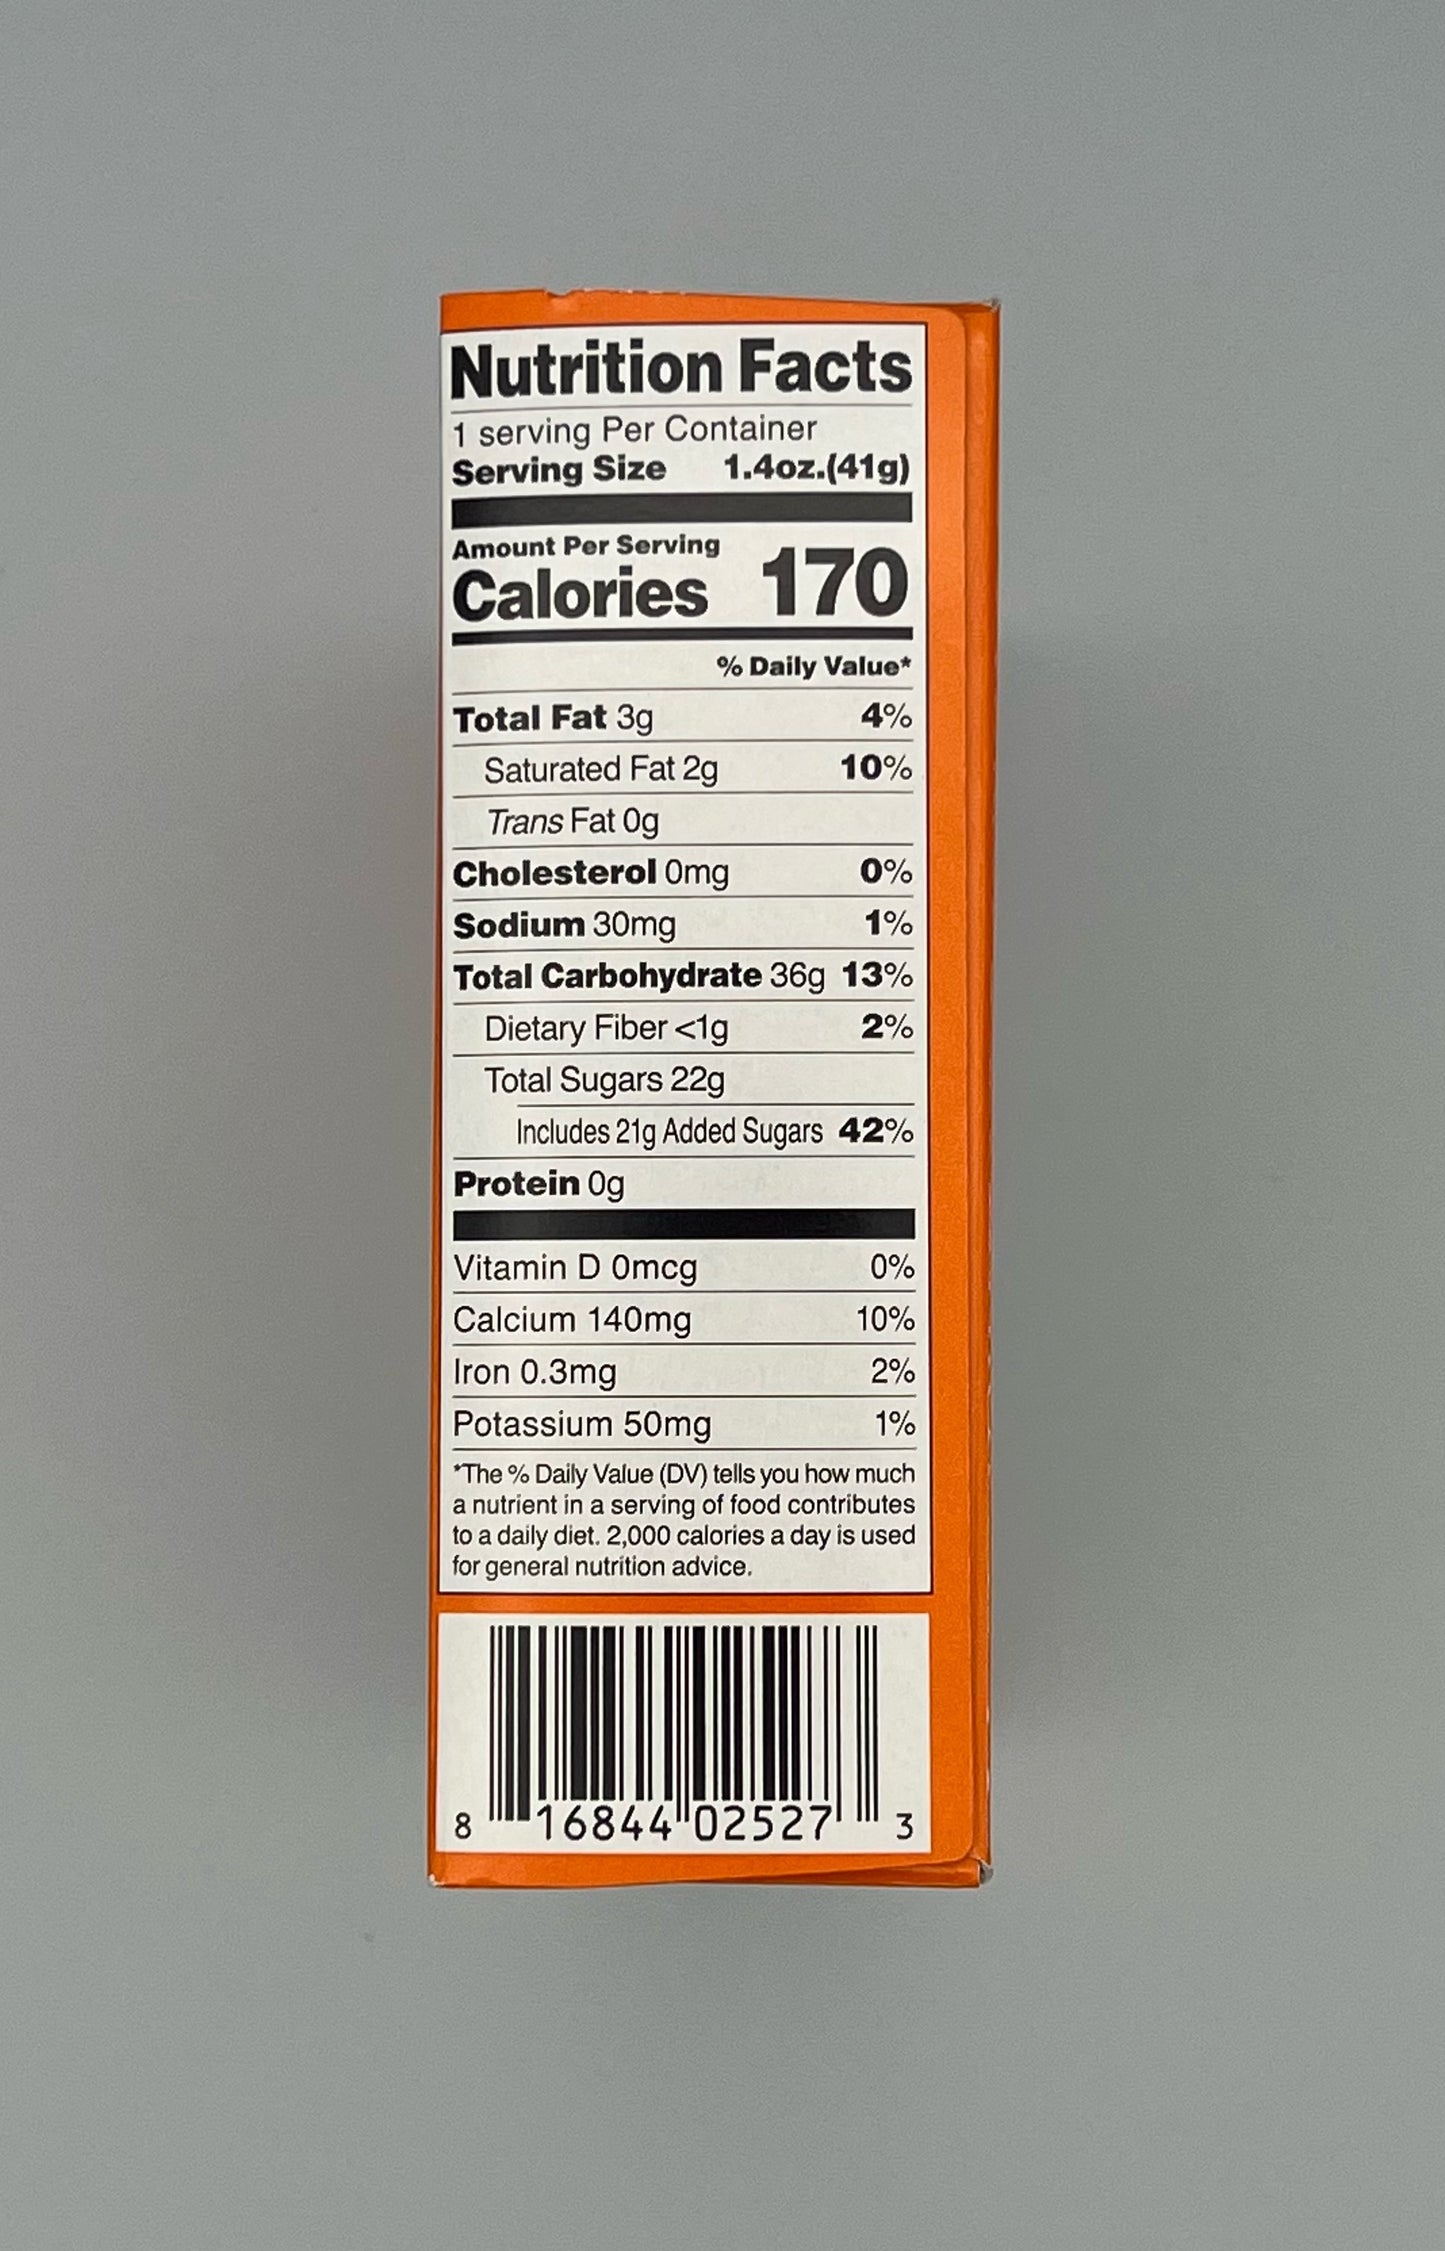 Nutrition Facts
1 serving Per Container
Serving Size 1.4oz.(41g)
Amount Per Serving
Calories 170
% Daily Value*
Total Fat 3g 4%
Saturated Fat 2g 10%
Trans Fat 0g
Cholesterol 0mg 0%
Sodium 30mg 1%
Total Carbohydrate 36g 13%
Dietary Fiber <1g 2%
Total Sugars 22g
Includes 21g Added Sugars 42%
Protein 0g
Vitamin D 0mcg 0%
Calcium 140mg 10%
Iron 0.3mg 2%
Potassium 50mg 1%
*The % Daily Value (DV) tells you how much
a nutrient in a serving of food contributes
to a daily diet. 2,000 calories a day is used
for general nutrition advice.
8 16844 02527 3